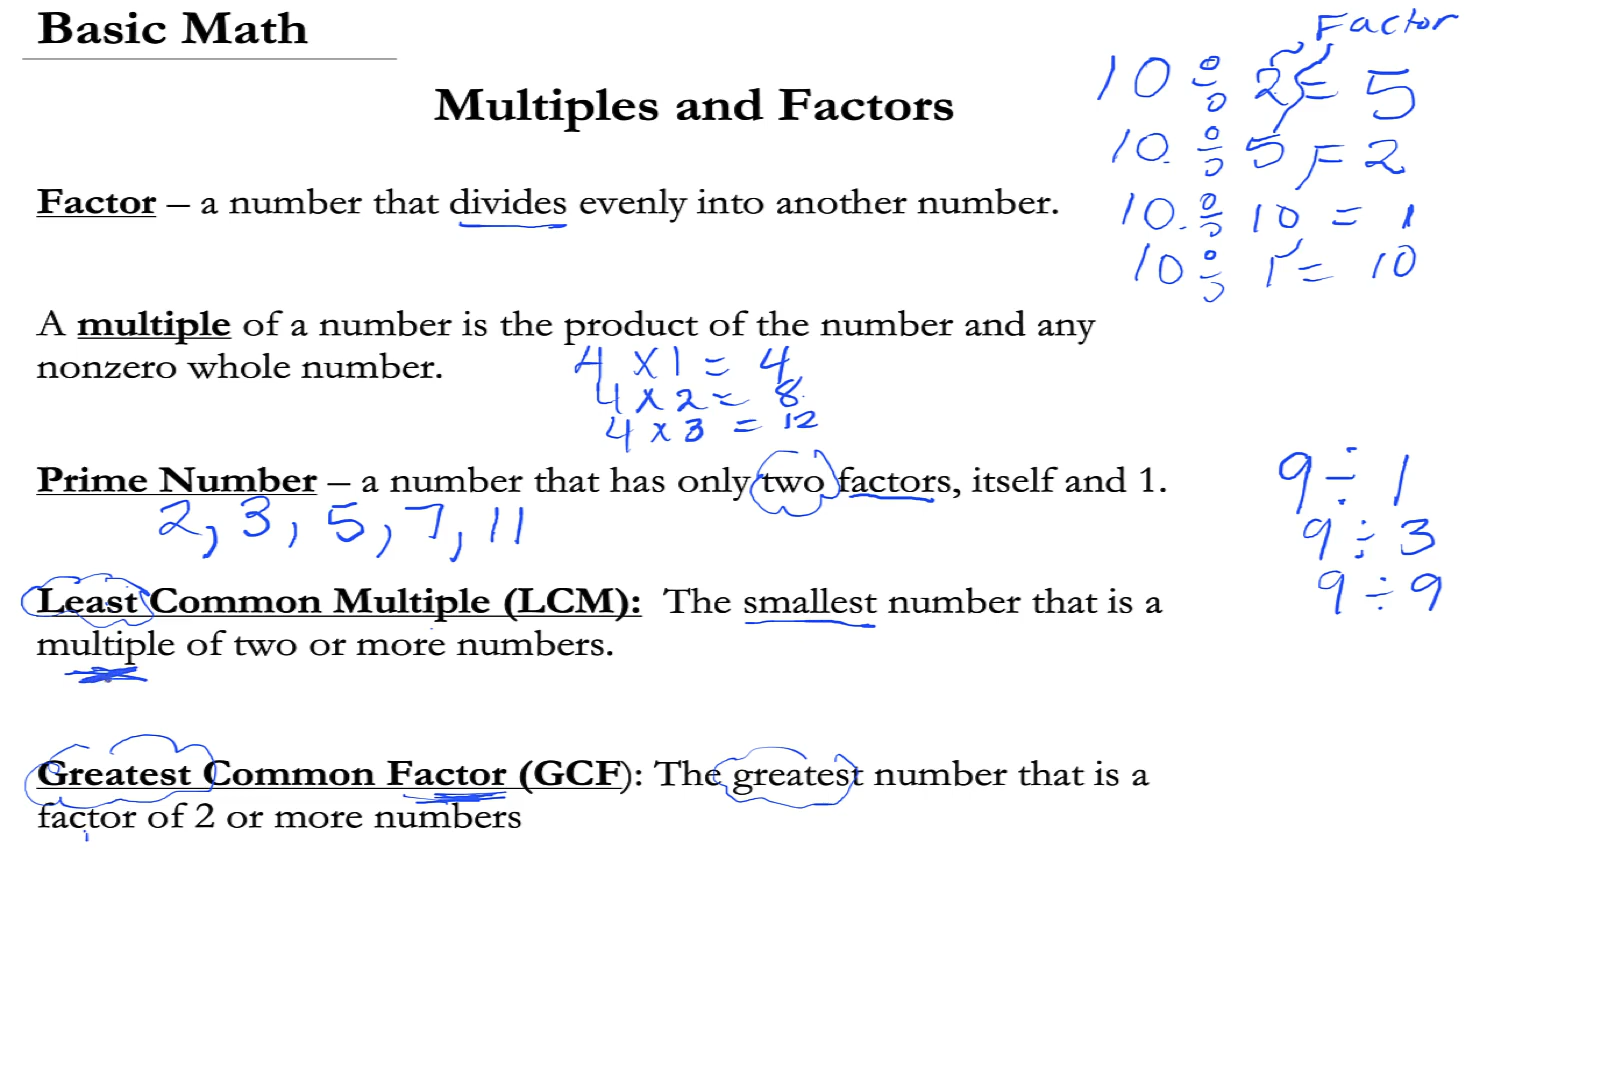 Basic Math
Factor
Multiples and Factors
10 ÷ 2 = 5
10 ÷ 5 = 2
Factor – a number that divides evenly into another number.
10 ÷ 10 = 1
10 ÷ 1 = 10
A multiple of a number is the product of the number and any
nonzero whole number.
4 x 1 = 4
4 x 2 = 8
4 x 3 = 12
Prime Number – a number that has only two factors, itself and 1.
2, 3, 5, 7, 11
9 ÷ 1
9 ÷ 3
9 ÷ 9
Least Common Multiple (LCM): The smallest number that is a
multiple of two or more numbers.
Greatest Common Factor (GCF): The greatest number that is a
factor of 2 or more numbers